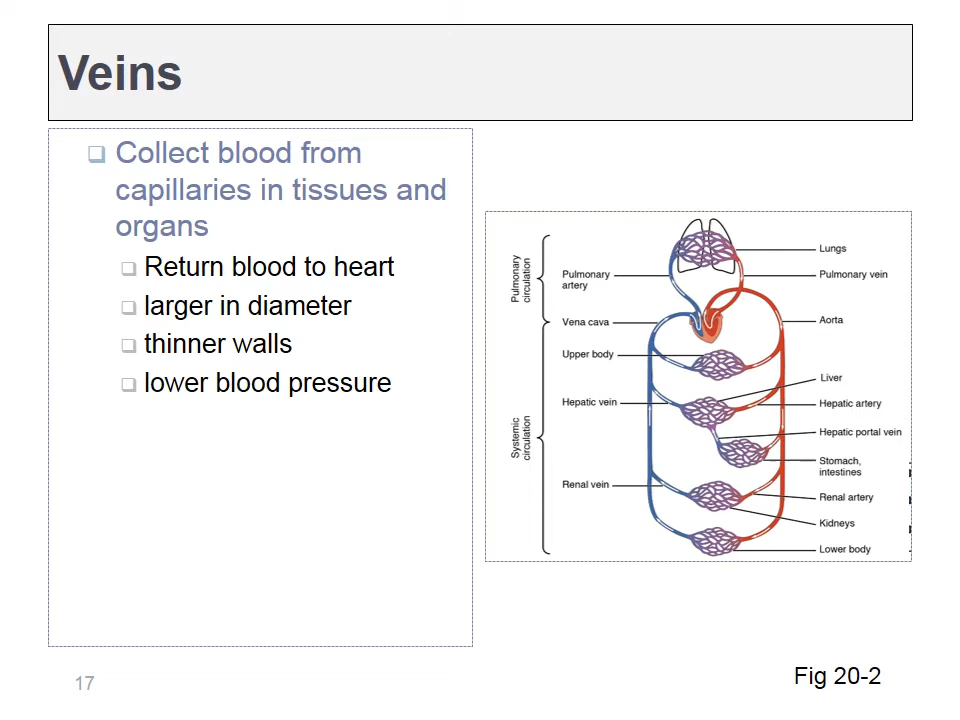 Veins
Collect blood from
capillaries in tissues and
organs
Return blood to heart
larger in diameter
thinner walls
lower blood pressure
Pulmonary
circulation
Systemic
circulation
Pulmonary
artery
Vena cava
Upper body
Hepatic vein
Renal vein
Lungs
Pulmonary vein
Aorta
Liver
Hepatic artery
Hepatic portal vein
Stomach,
intestines
Renal artery
Kidneys
Lower body
17
Fig 20-2